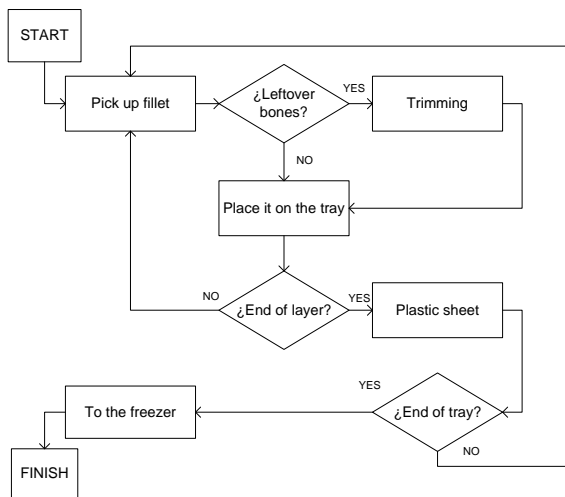 START
Pick up fillet
¿Leftover
bones?
YES
Trimming
NO
Place it on the tray
NO
¿End of layer?
YES
Plastic sheet
To the freezer
YES
¿End of tray?
NO
FINISH